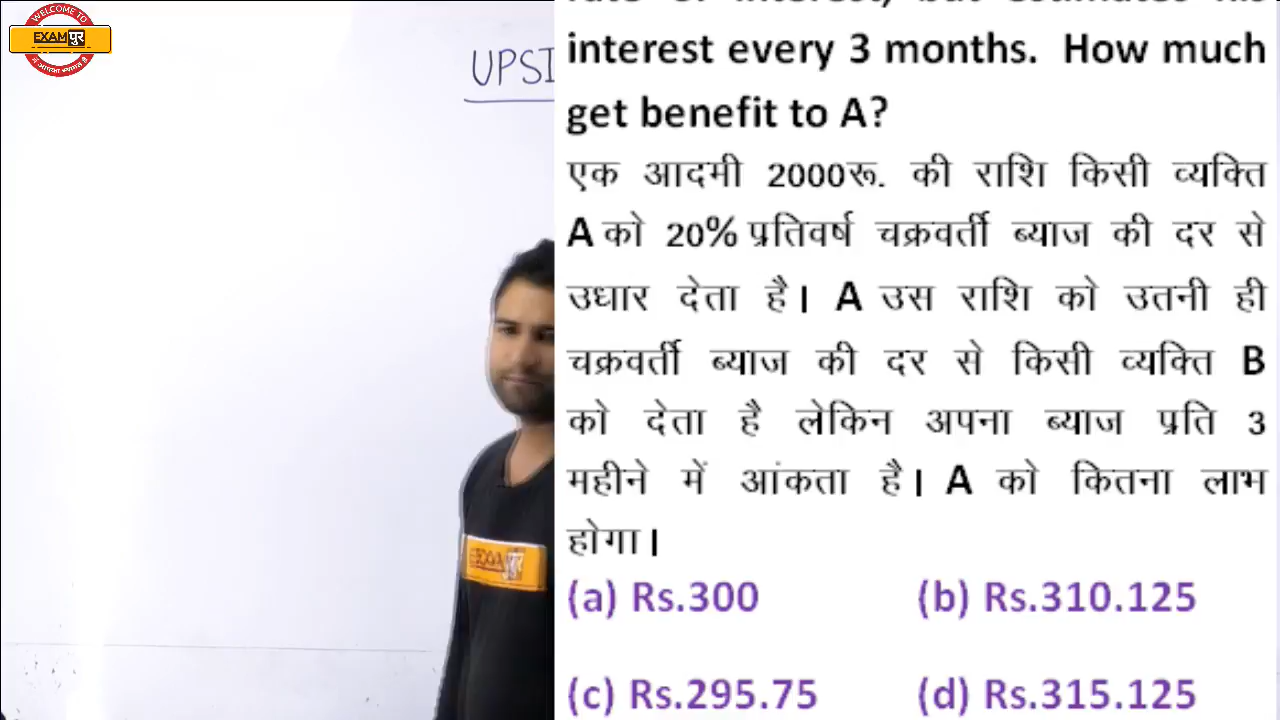 WELCOME TO
EXAMपुर
UPSI
interest every 3 months. How much
get benefit to A?
एक आदमी 2000रू. की राशि किसी व्यक्ति
A को 20% प्रतिवर्ष चक्रवर्ती ब्याज की दर से
उधार देता है। A उस राशि को उतनी ही
चक्रवर्ती ब्याज की दर से किसी व्यक्ति B
को देता है लेकिन अपना ब्याज प्रति 3
महीने में आंकता है। A को कितना लाभ
होगा।
(a) Rs.300 (b) Rs.310.125
(c) Rs.295.75 (d) Rs.315.125